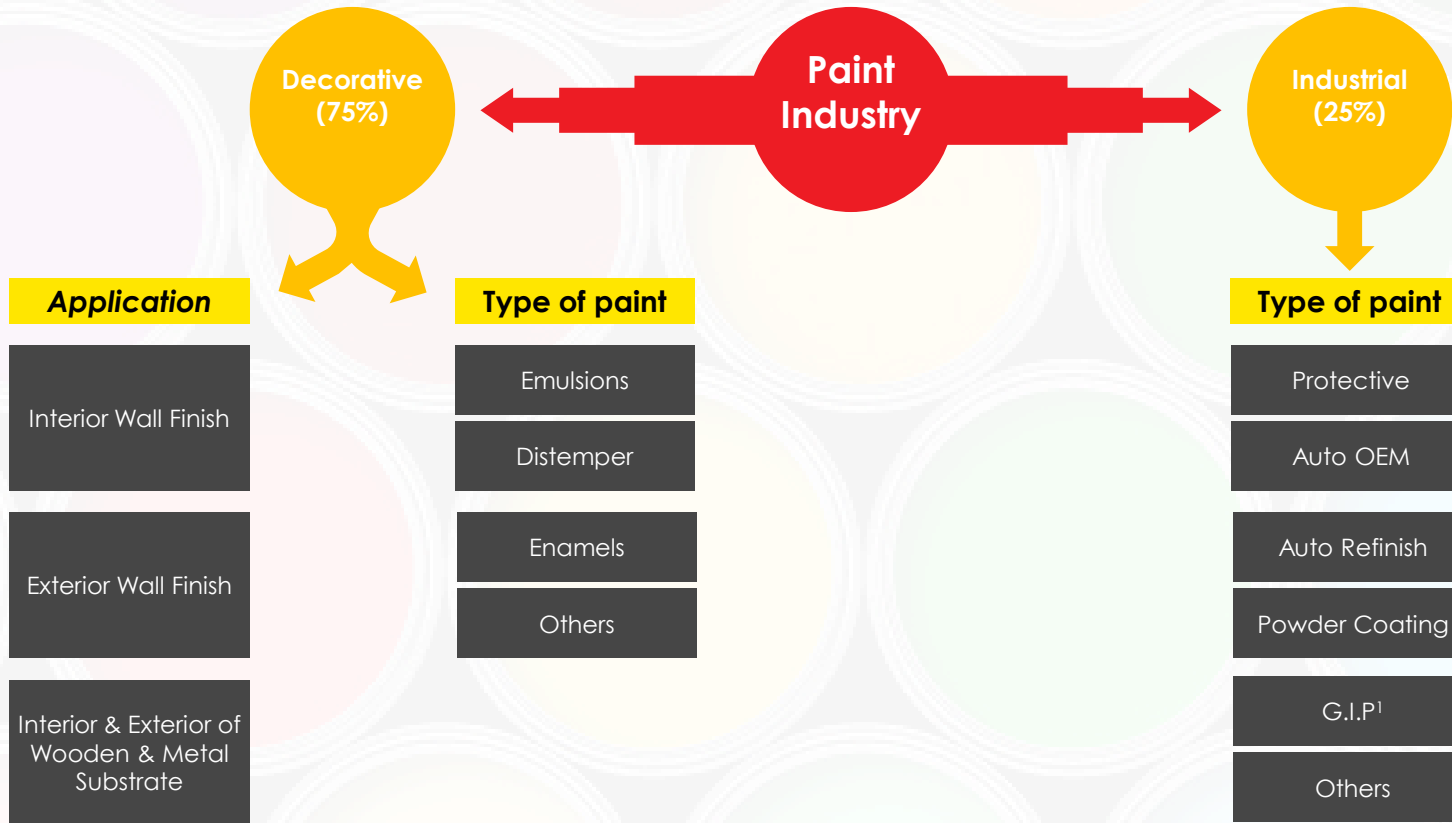 Paint
Industry
Decorative
(75%)
Application
Interior Wall Finish
Exterior Wall Finish
Interior & Exterior of
Wooden & Metal
Substrate
Type of paint
Emulsions
Distemper
Enamels
Others
Industrial
(25%)
Type of paint
Protective
Auto OEM
Auto Refinish
Powder Coating
G.I.P¹
Others